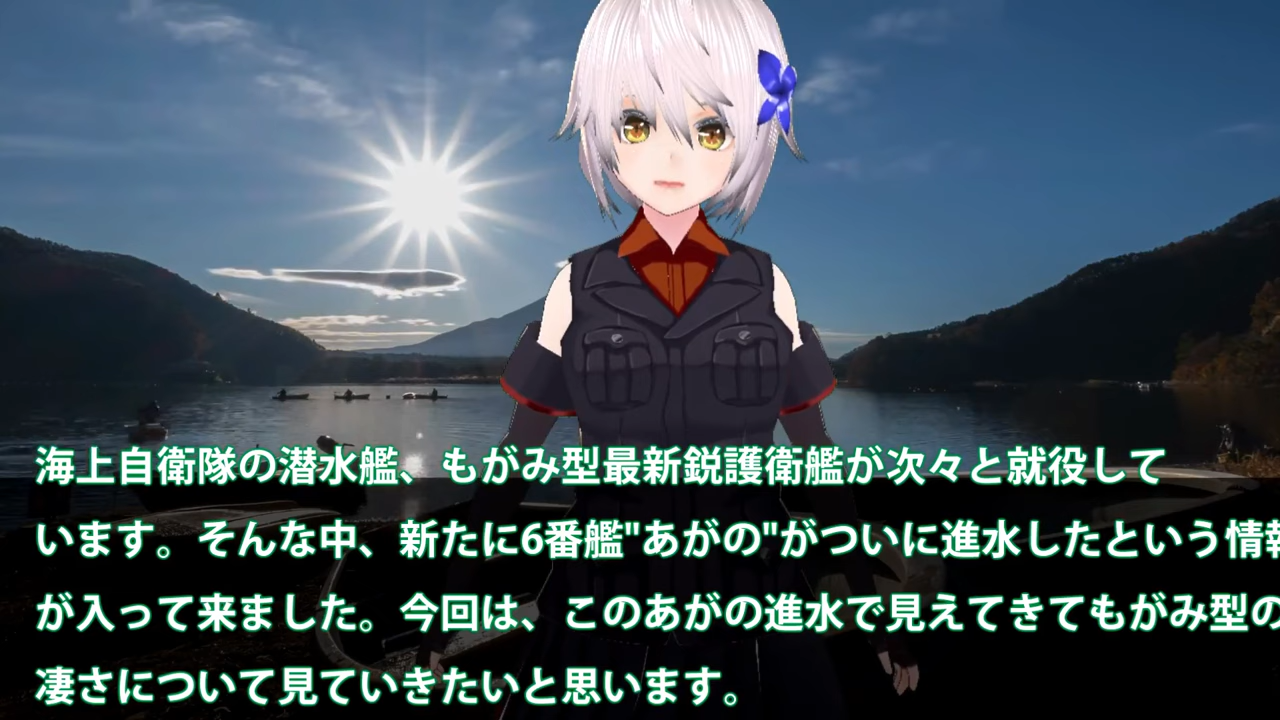 海上自衛隊の潜水艦、もがみ型最新鋭護衛艦が次々と就役して
います。そんな中、新たに6番艦"あがの"がついに進水したという情報
が入って来ました。今回は、このあがの進水で見えてきてもがみ型の
凄さについて見ていきたいと思います。